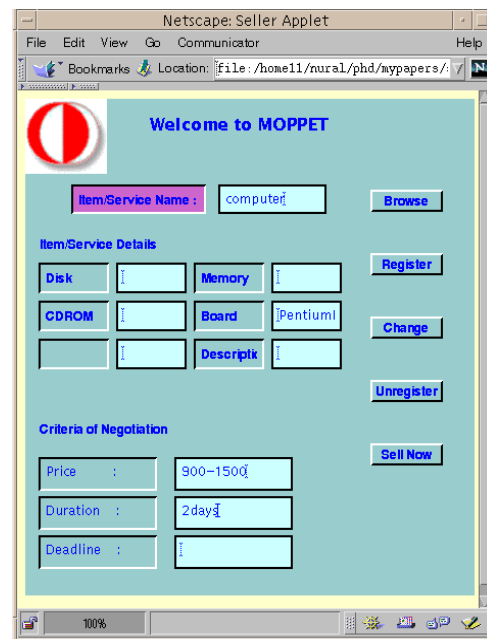 Netscape: Seller Applet
File Edit View Go Communicator Help
Bookmarks Location: file:/home11/nural/phd/mypapers/
Welcome to MOPPET
Item/Service Name : computer Browse
Item/Service Details
Register
Disk Memory
CDROM Board PentiumI
Change
Descriptic
Unregister
Criteria of Negotiation
Sell Now
Price : 900-1500
Duration : 2days
Deadline :
100%